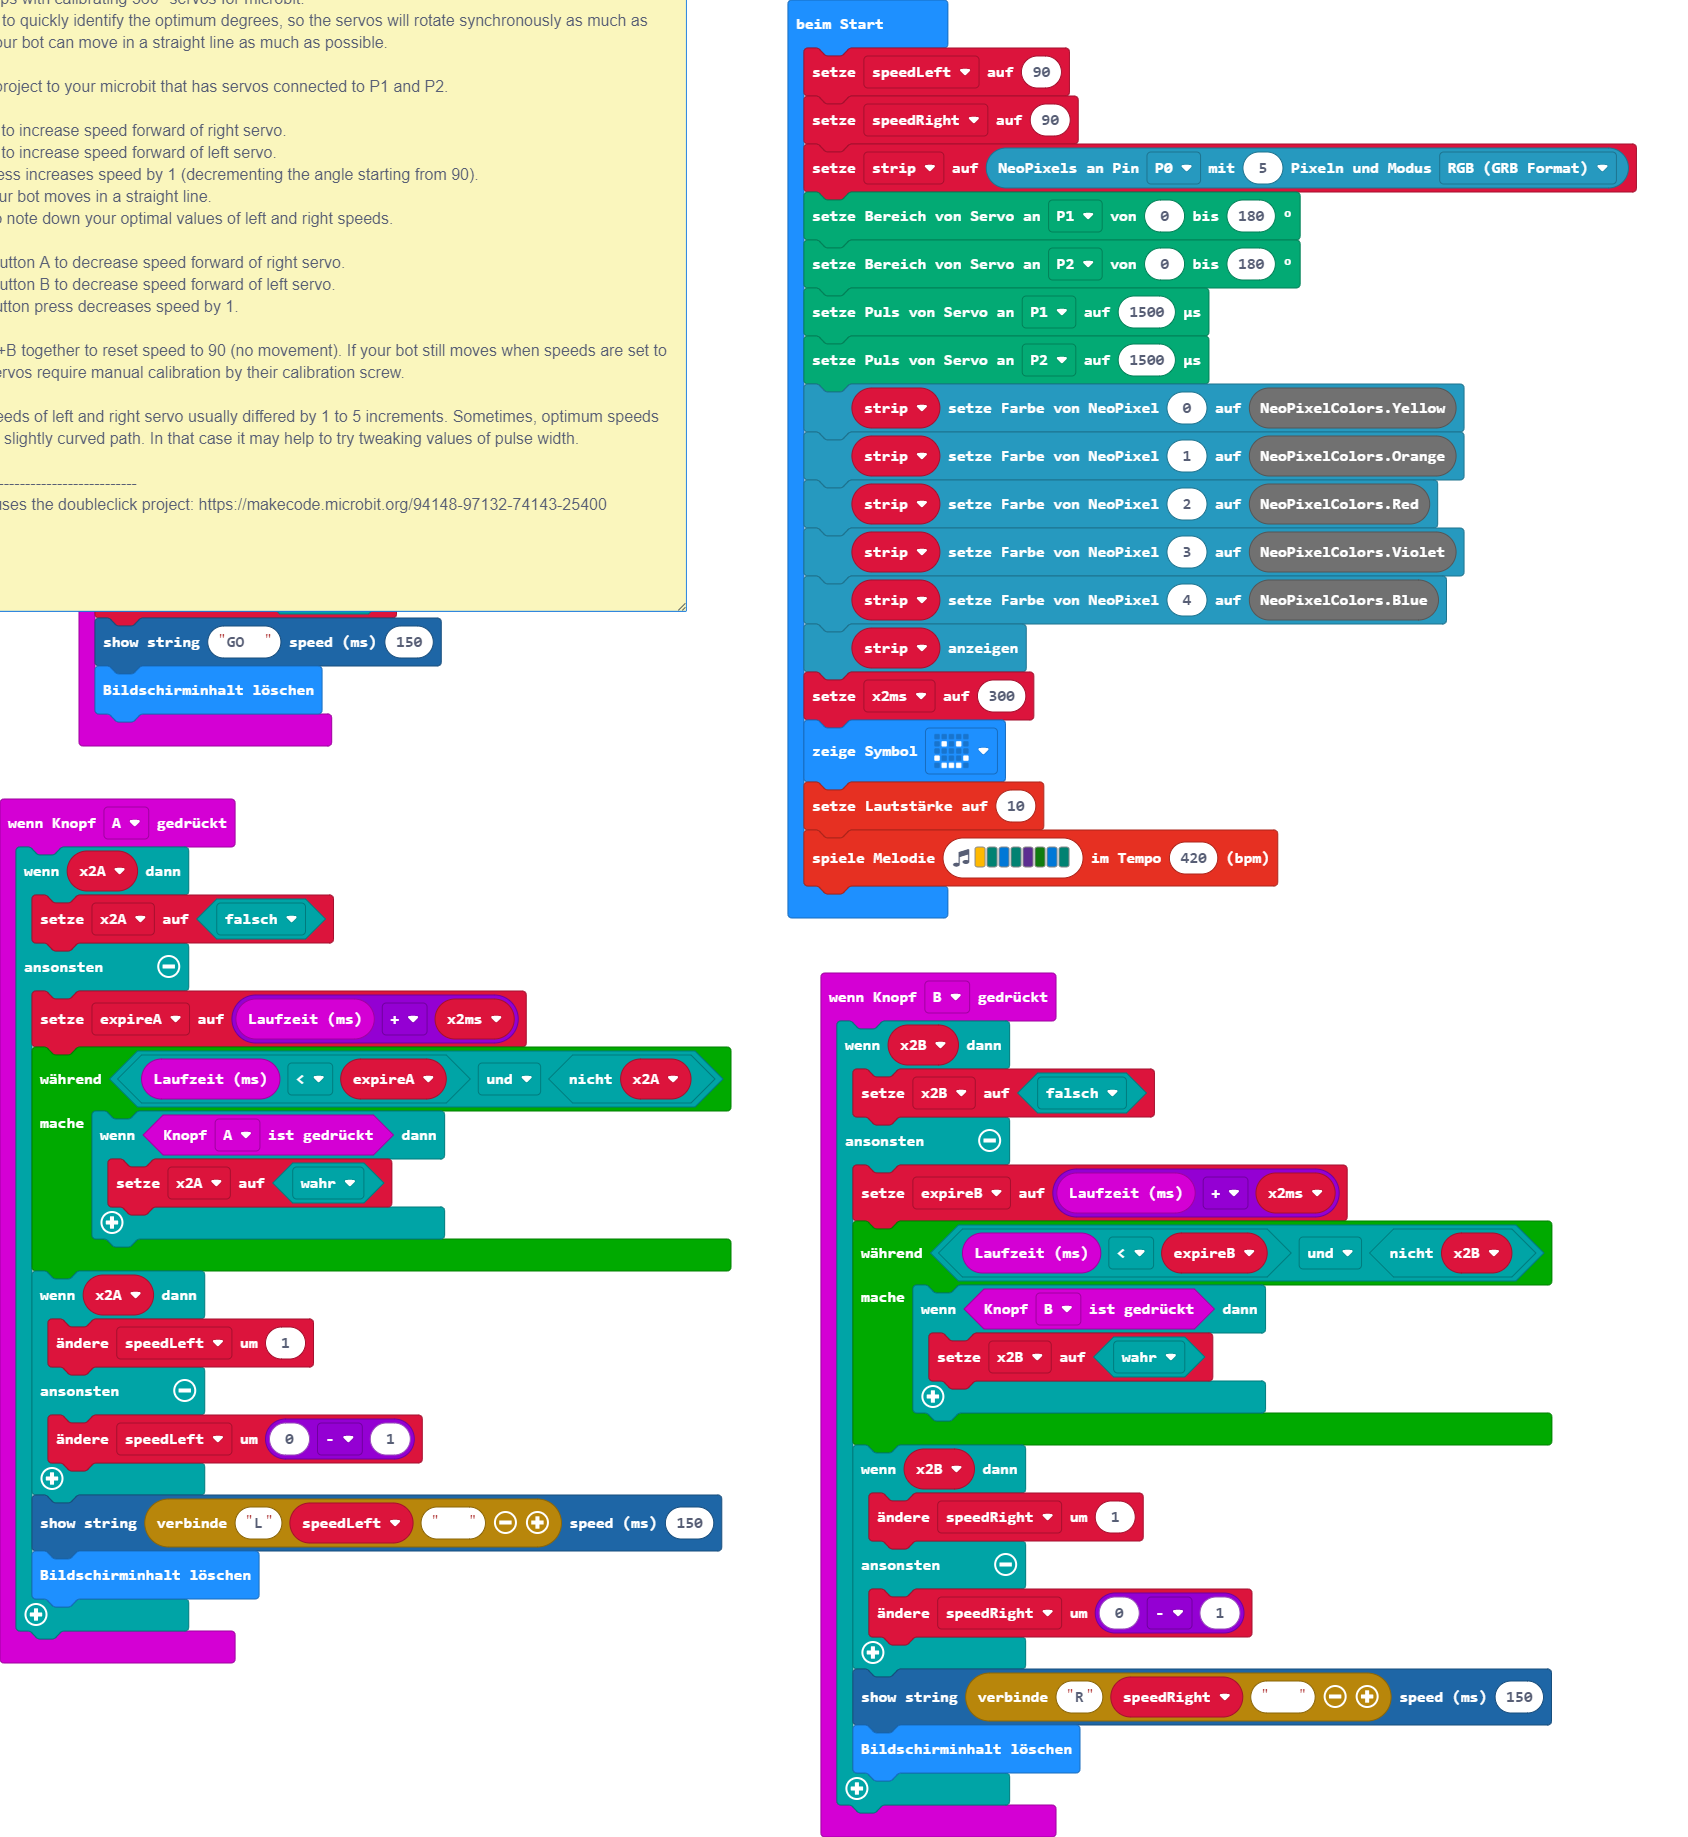 ps with calibrating 360° servos for microbit.
to quickly identify the optimum degrees, so the servos will rotate synchronously as much as
our bot can move in a straight line as much as possible.
project to your microbit that has servos connected to P1 and P2.
to increase speed forward of right servo.
to increase speed forward of left servo.
ess increases speed by 1 (decrementing the angle starting from 90).
ur bot moves in a straight line.
o note down your optimal values of left and right speeds.
utton A to decrease speed forward of right servo.
utton B to decrease speed forward of left servo.
utton press decreases speed by 1.
+B together to reset speed to 90 (no movement). If your bot still moves when speeds are set to
ervos require manual calibration by their calibration screw.
eeds of left and right servo usually differed by 1 to 5 increments. Sometimes, optimum speeds
slightly curved path. In that case it may help to try tweaking values of pulse width.
---------------------------
uses the doubleclick project: https://makecode.microbit.org/94148-97132-74143-25400
show string "GO   " speed (ms) 150
Bildschirminhalt löschen
wenn Knopf A gedrückt
wenn x2A dann
setze x2A auf falsch
ansonsten
setze expireA auf Laufzeit (ms) + x2ms
während Laufzeit (ms) < expireA und nicht x2A
mache wenn Knopf A ist gedrückt dann
setze x2A auf wahr
wenn x2A dann
ändere speedLeft um 1
ansonsten
ändere speedLeft um 0 - 1
show string verbinde "L" speedLeft "   " speed (ms) 150
Bildschirminhalt löschen
beim Start
setze speedLeft auf 90
setze speedRight auf 90
setze strip auf NeoPixels an Pin P0 mit 5 Pixeln und Modus RGB (GRB Format)
setze Bereich von Servo an P1 von 0 bis 180 °
setze Bereich von Servo an P2 von 0 bis 180 °
setze Puls von Servo an P1 auf 1500 µs
setze Puls von Servo an P2 auf 1500 µs
strip setze Farbe von NeoPixel 0 auf NeoPixelColors.Yellow
strip setze Farbe von NeoPixel 1 auf NeoPixelColors.Orange
strip setze Farbe von NeoPixel 2 auf NeoPixelColors.Red
strip setze Farbe von NeoPixel 3 auf NeoPixelColors.Violet
strip setze Farbe von NeoPixel 4 auf NeoPixelColors.Blue
strip anzeigen
setze x2ms auf 300
zeige Symbol
setze Lautstärke auf 10
spiele Melodie im Tempo 420 (bpm)
wenn Knopf B gedrückt
wenn x2B dann
setze x2B auf falsch
ansonsten
setze expireB auf Laufzeit (ms) + x2ms
während Laufzeit (ms) < expireB und nicht x2B
mache wenn Knopf B ist gedrückt dann
setze x2B auf wahr
wenn x2B dann
ändere speedRight um 1
ansonsten
ändere speedRight um 0 - 1
show string verbinde "R" speedRight "   " speed (ms) 150
Bildschirminhalt löschen